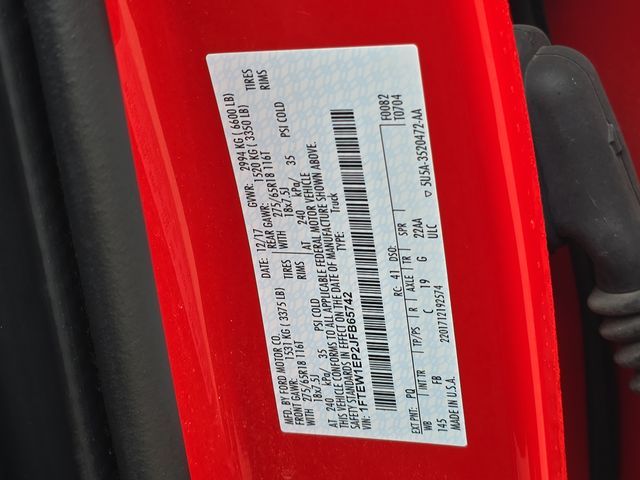 MFD. BY FORD MOTOR CO. DATE: 12/17 GVWR: 2994 KG ( 6600 LB)
FRONT GAWR: 1531 KG ( 3375 LB) REAR GAWR: 1520 KG ( 3350 LB)
WITH 275/65R18 116T TIRES WITH 275/65R18 116T TIRES
18x7.5J RIMS 18x7.5J RIMS
AT 240 kPa/ 35 PSI COLD AT 240 kPa/ 35 PSI COLD
THIS VEHICLE CONFORMS TO ALL APPLICABLE FEDERAL MOTOR VEHICLE
SAFETY STANDARDS IN EFFECT ON THE DATE OF MANUFACTURE SHOWN ABOVE.
VIN: 1FTEW1EP2JFB65742 TYPE: Truck
F0082
T0704
EXT PNT: PQ RC: 41 DSO:
WB INT TR TP/PS R AXLE TR SPR
145 FB C 19 G 22AA
MADE IN U.S.A. 2201712192574 ULC
5U5A-3520472-AA